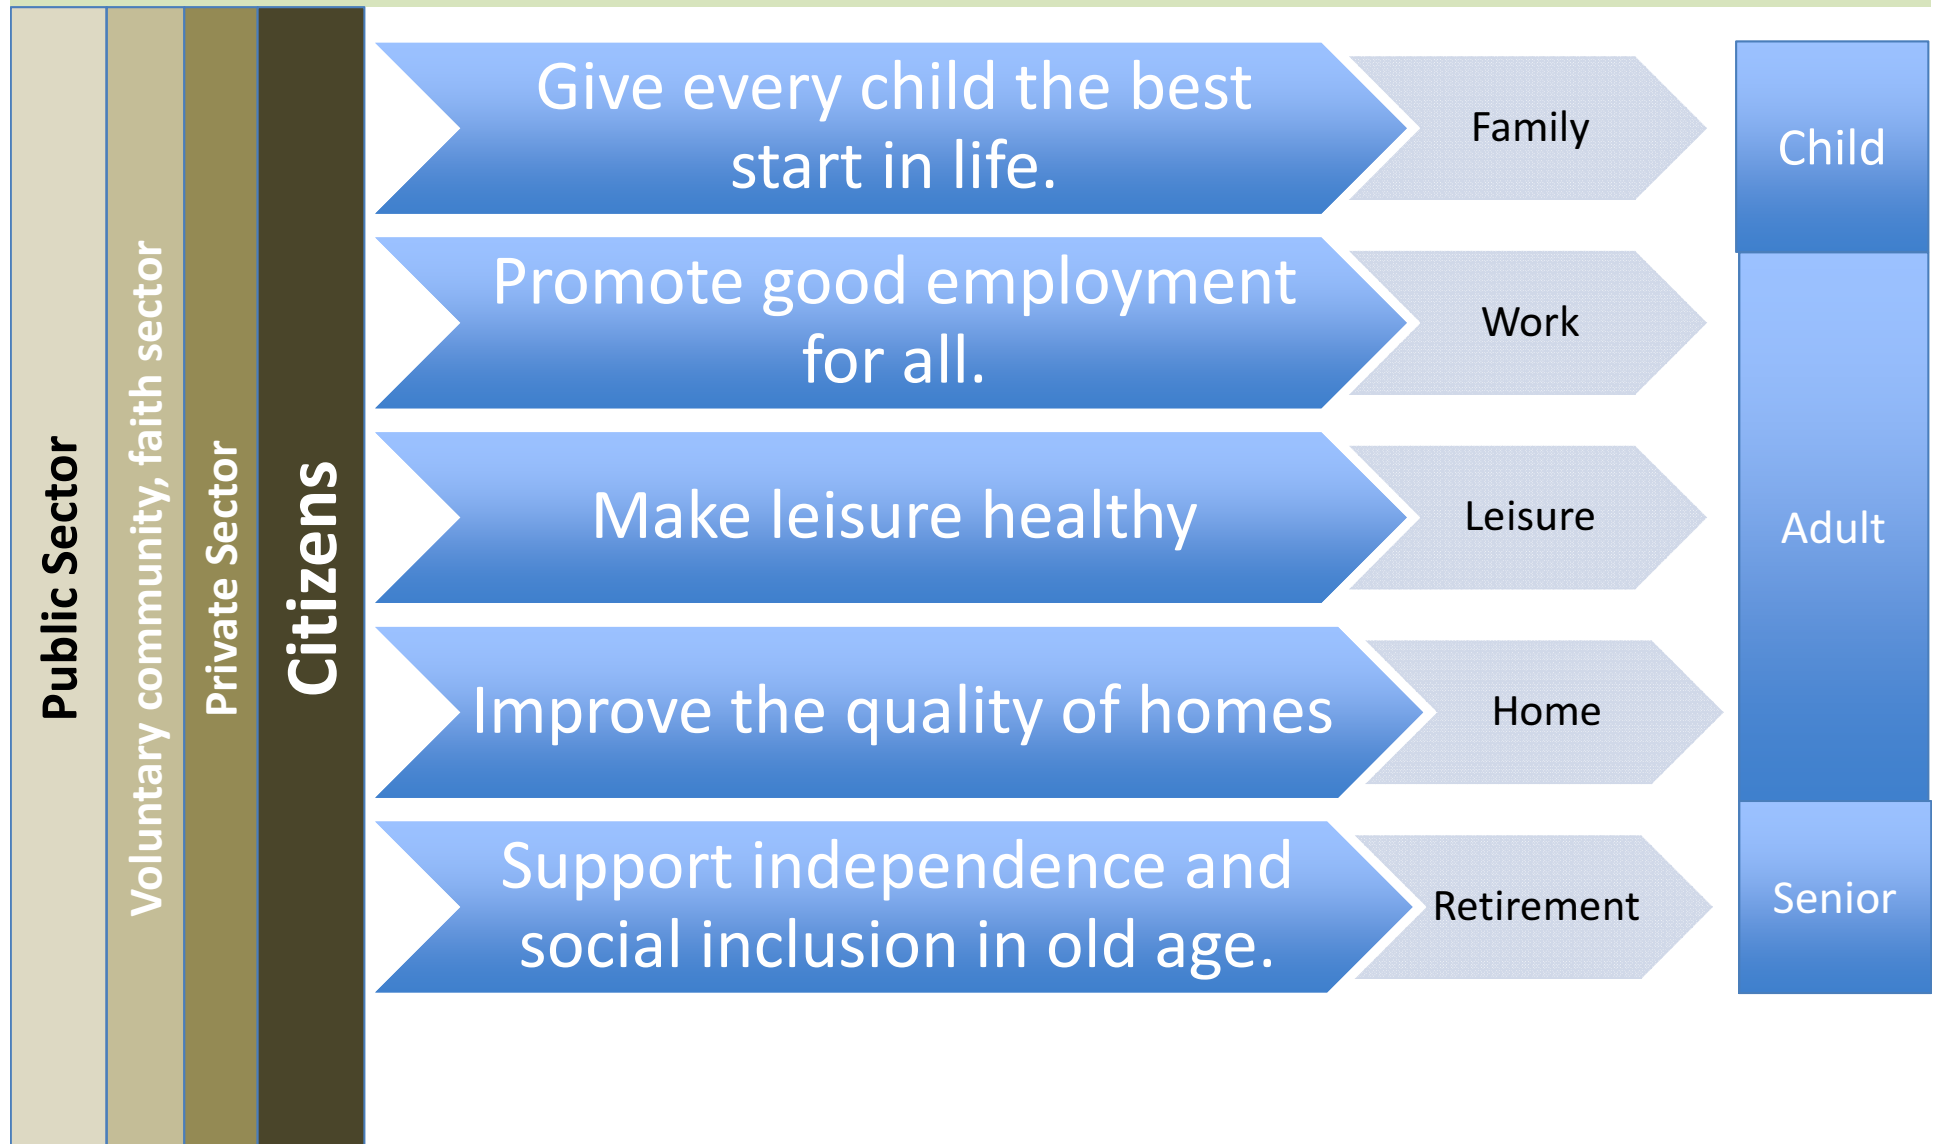 Public Sector
Voluntary community, faith sector
Private Sector
Citizens
Give every child the best
start in life.
Family
Child
Promote good employment
for all.
Work
Make leisure healthy
Leisure
Adult
Improve the quality of homes
Home
Support independence and
social inclusion in old age.
Retirement
Senior